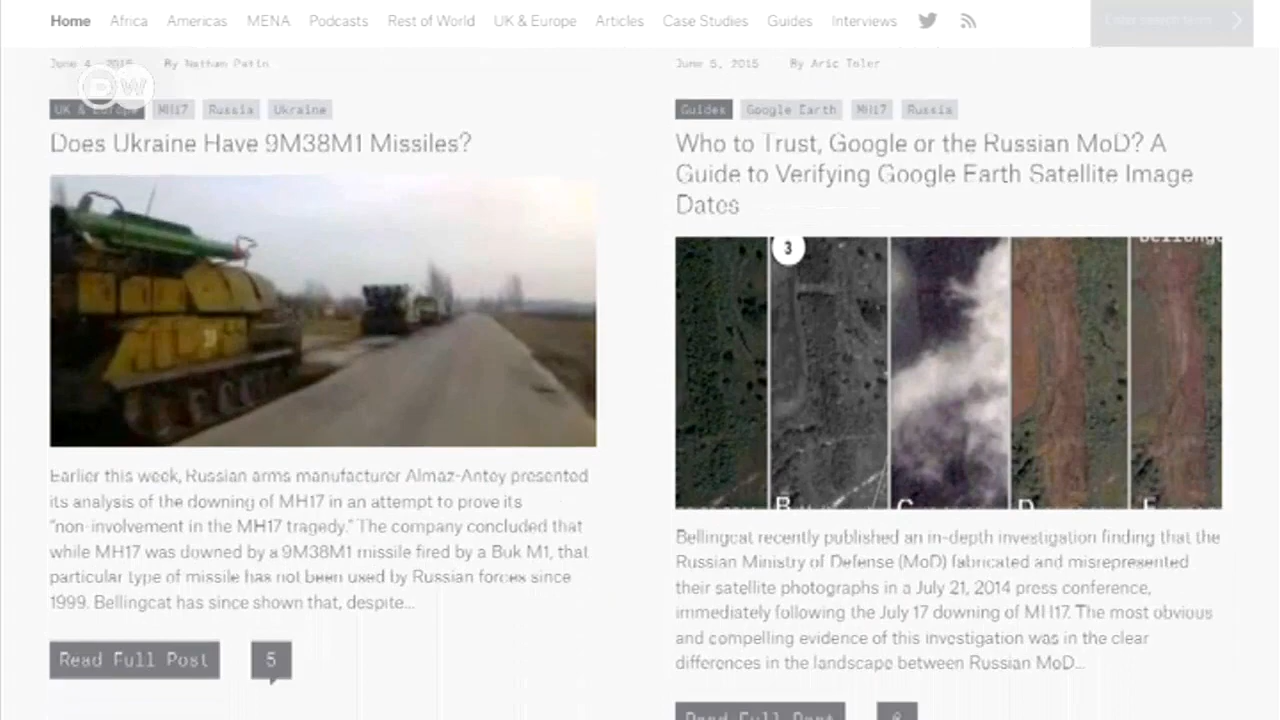 Home Africa Americas MENA Podcasts Rest of World UK & Europe Articles Case Studies Guides Interviews
June 4, 2015 By Nathan Patin
DW
UK & Europe MH17 Russia Ukraine
Does Ukraine Have 9M38M1 Missiles?
Earlier this week, Russian arms manufacturer Almaz-Antey presented
its analysis of the downing of MH17 in an attempt to prove its
"non-involvement in the MH17 tragedy." The company concluded that
while MH17 was downed by a 9M38M1 missile fired by a Buk M1, that
particular type of missile has not been used by Russian forces since
1999. Bellingcat has since shown that, despite...
Read Full Post 5
June 5, 2015 By Aric Toler
Guides Google Earth MH17 Russia
Who to Trust, Google or the Russian MoD? A
Guide to Verifying Google Earth Satellite Image
Dates
3
B C D E
Bellingcat recently published an in-depth investigation finding that the
Russian Ministry of Defense (MoD) fabricated and misrepresented
their satellite photographs in a July 21, 2014 press conference,
immediately following the July 17 downing of MH17. The most obvious
and compelling evidence of this investigation was in the clear
differences in the landscape between Russian MoD...
Read Full Post